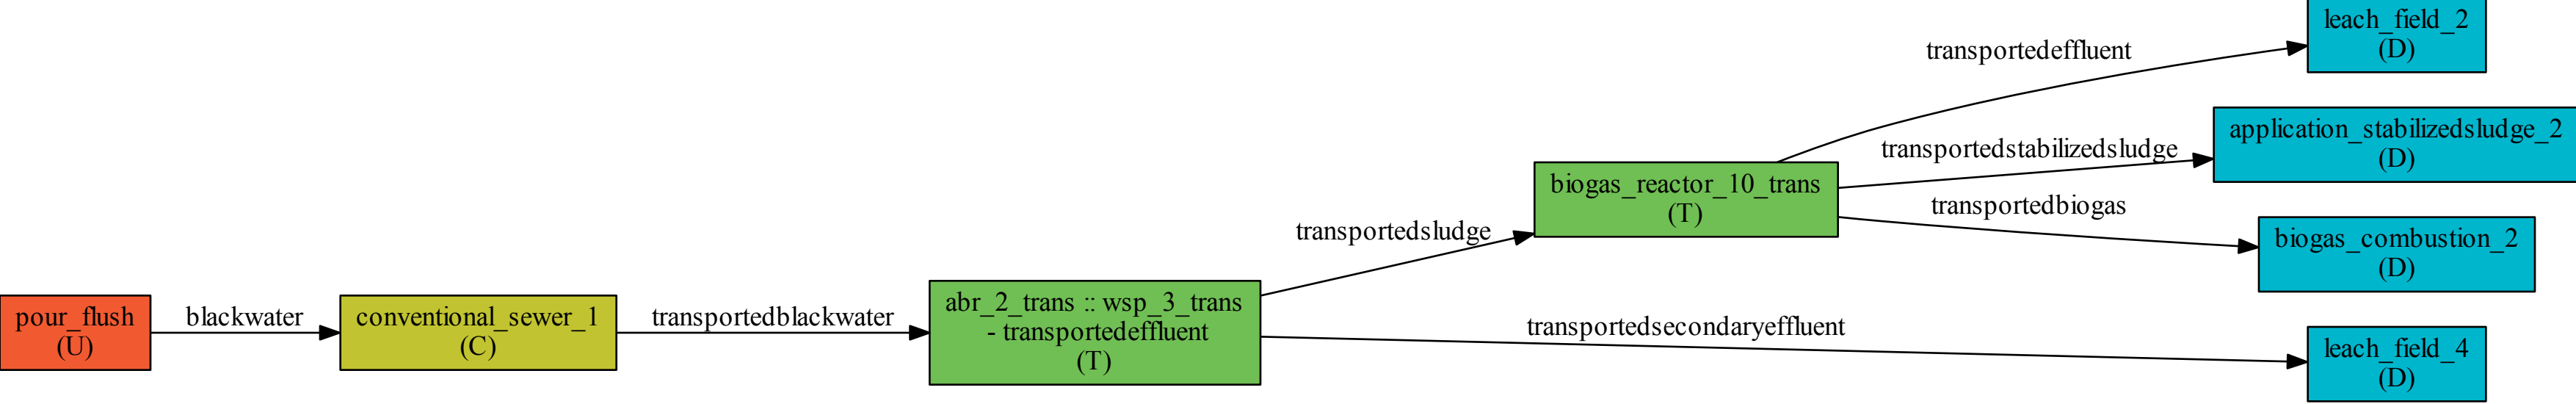 pour_flush
(U)
blackwater
conventional_sewer_1
(C)
transportedblackwater
abr_2_trans :: wsp_3_trans
- transportedeffluent
(T)
transportedsludge
transportedsecondaryeffluent
biogas_reactor_10_trans
(T)
transportedeffluent
transportedstabilizedsludge
transportedbiogas
leach_field_2
(D)
application_stabilizedsludge_2
(D)
biogas_combustion_2
(D)
leach_field_4
(D)